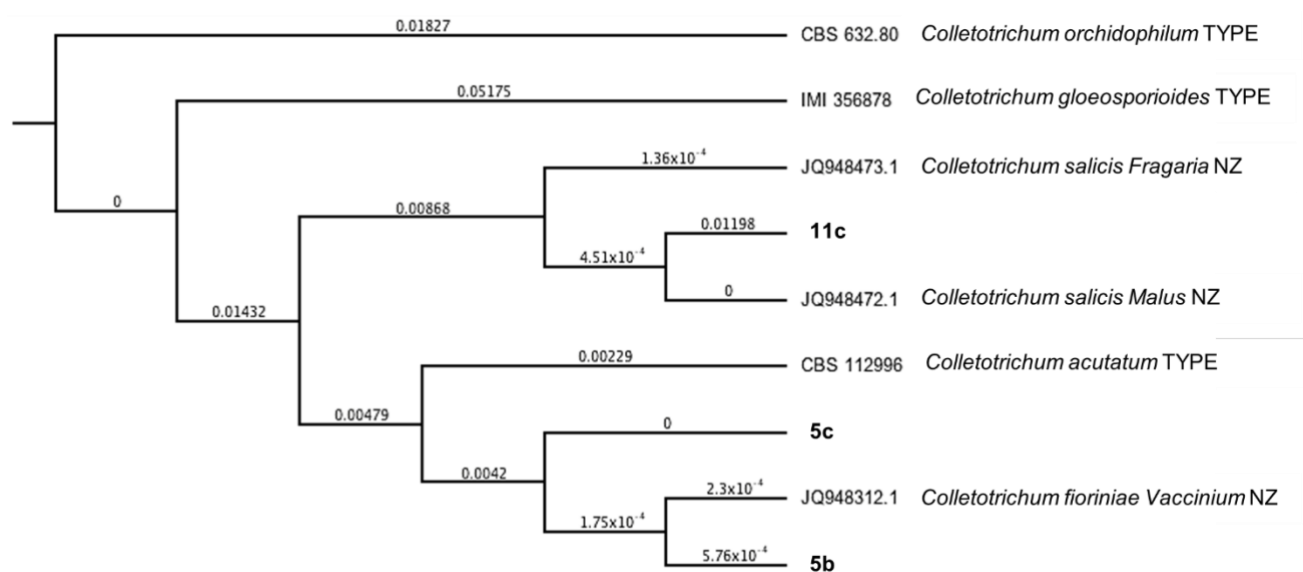 0.01827
CBS 632.80 Colletotrichum orchidophilum TYPE
0.05175
IMI 356878 Colletotrichum gloeosporioides TYPE
1.36x10⁻⁴
JQ948473.1 Colletotrichum salicis Fragaria NZ
0
0.00868
0.01198
11c
4.51x10⁻⁴
0
JQ948472.1 Colletotrichum salicis Malus NZ
0.01432
0.00229
CBS 112996 Colletotrichum acutatum TYPE
0.00479
0
5c
0.0042
2.3x10⁻⁴
JQ948312.1 Colletotrichum fioriniae Vaccinium NZ
1.75x10⁻⁴
5.76x10⁻⁴
5b